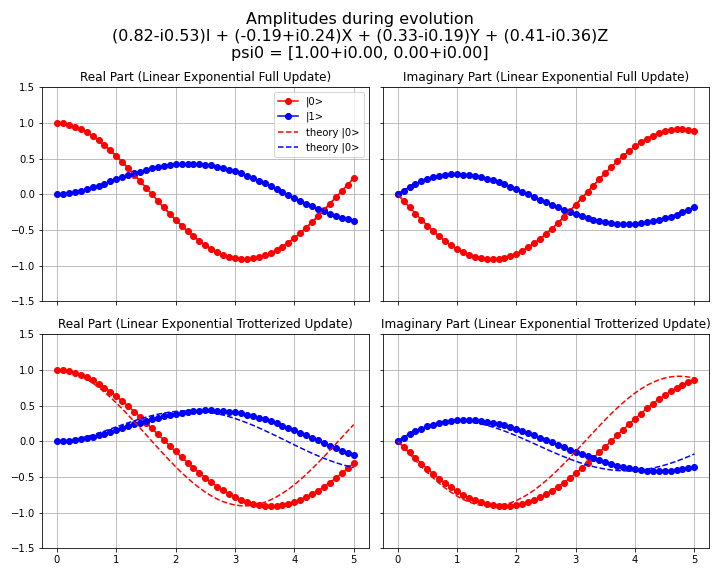 Amplitudes during evolution
(0.82-i0.53)I + (-0.19+i0.24)X + (0.33-i0.19)Y + (0.41-i0.36)Z
psi0 = [1.00+i0.00, 0.00+i0.00]
Real Part (Linear Exponential Full Update)
Imaginary Part (Linear Exponential Full Update)
1.5
1.0
0.5
0.0
−0.5
−1.0
−1.5
|0>
|1>
theory |0>
theory |0>
Real Part (Linear Exponential Trotterized Update)
Imaginary Part (Linear Exponential Trotterized Update)
1.5
1.0
0.5
0.0
−0.5
−1.0
−1.5
0 1 2 3 4 5
0 1 2 3 4 5